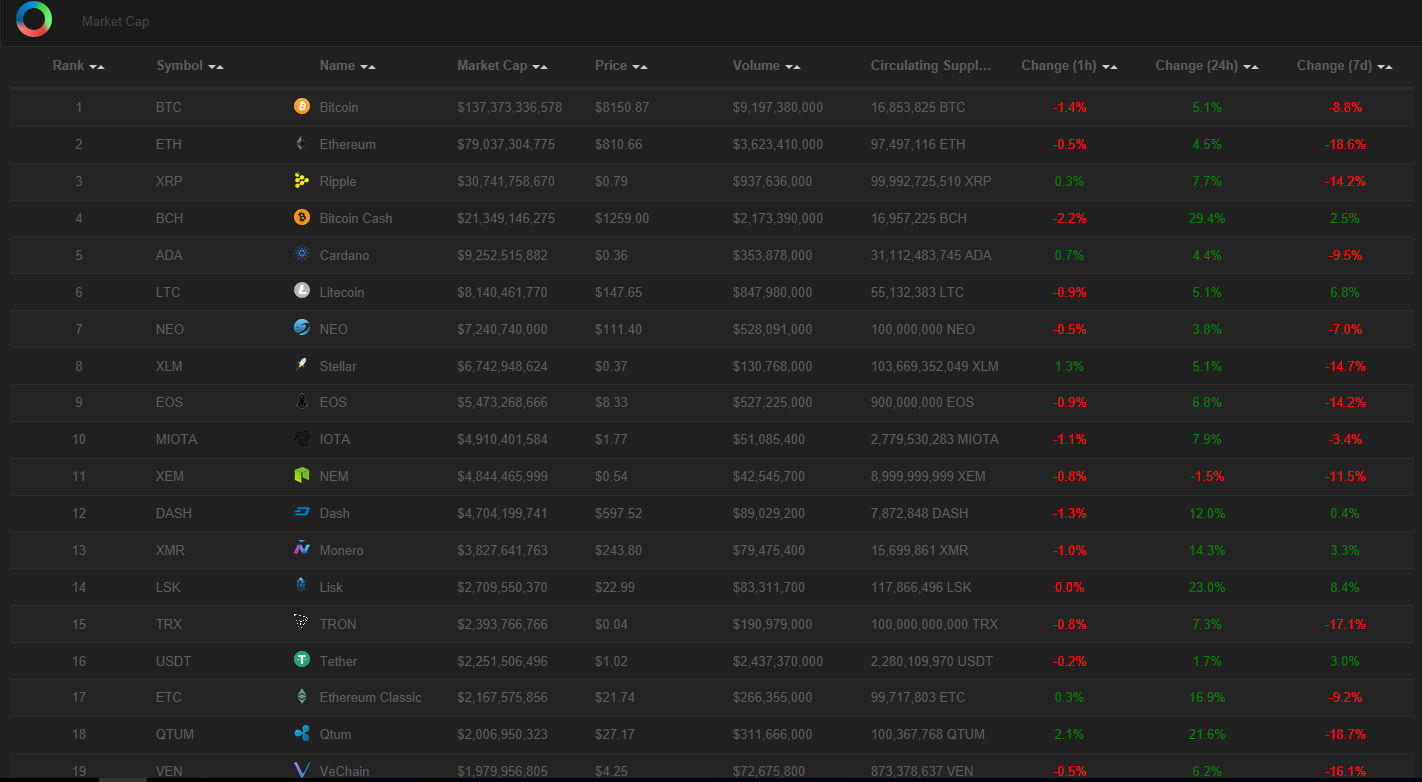 Market Cap
Rank Symbol Name Market Cap Price Volume Circulating Suppl... Change (1h) Change (24h) Change (7d)
1 BTC Bitcoin $137,373,336,578 $8150.87 $9,197,380,000 16,853,825 BTC -1.4% 5.1% -8.8%
2 ETH Ethereum $79,037,304,775 $810.66 $3,623,410,000 97,497,116 ETH -0.5% 4.5% -18.6%
3 XRP Ripple $30,741,758,670 $0.79 $937,636,000 99,992,725,510 XRP 0.3% 7.7% -14.2%
4 BCH Bitcoin Cash $21,349,146,275 $1259.00 $2,173,390,000 16,957,225 BCH -2.2% 29.4% 2.5%
5 ADA Cardano $9,252,515,882 $0.36 $353,878,000 31,112,483,745 ADA 0.7% 4.4% -9.5%
6 LTC Litecoin $8,140,461,770 $147.65 $847,980,000 55,132,383 LTC -0.9% 5.1% 6.8%
7 NEO NEO $7,240,740,000 $111.40 $528,091,000 100,000,000 NEO -0.5% 3.8% -7.0%
8 XLM Stellar $6,742,948,624 $0.37 $130,768,000 103,669,352,049 XLM 1.3% 5.1% -14.7%
9 EOS EOS $5,473,268,666 $8.33 $527,225,000 900,000,000 EOS -0.9% 6.8% -14.2%
10 MIOTA IOTA $4,910,401,584 $1.77 $51,085,400 2,779,530,283 MIOTA -1.1% 7.9% -3.4%
11 XEM NEM $4,844,465,999 $0.54 $42,545,700 8,999,999,999 XEM -0.8% -1.5% -11.5%
12 DASH Dash $4,704,199,741 $597.52 $89,029,200 7,872,848 DASH -1.3% 12.0% 0.4%
13 XMR Monero $3,827,641,763 $243.80 $79,475,400 15,699,861 XMR -1.0% 14.3% 3.3%
14 LSK Lisk $2,709,550,370 $22.99 $83,311,700 117,866,496 LSK 0.0% 23.0% 8.4%
15 TRX TRON $2,393,766,766 $0.04 $190,979,000 100,000,000,000 TRX -0.8% 7.3% -17.1%
16 USDT Tether $2,251,506,496 $1.02 $2,437,370,000 2,280,109,970 USDT -0.2% 1.7% 3.0%
17 ETC Ethereum Classic $2,167,575,856 $21.74 $266,355,000 99,717,803 ETC 0.3% 16.9% -9.2%
18 QTUM Qtum $2,006,950,323 $27.17 $311,666,000 100,367,768 QTUM 2.1% 21.6% -18.7%
19 VEN VeChain $1,979,956,805 $4.25 $72,675,800 873,378,637 VEN -0.5% 6.2% -16.1%